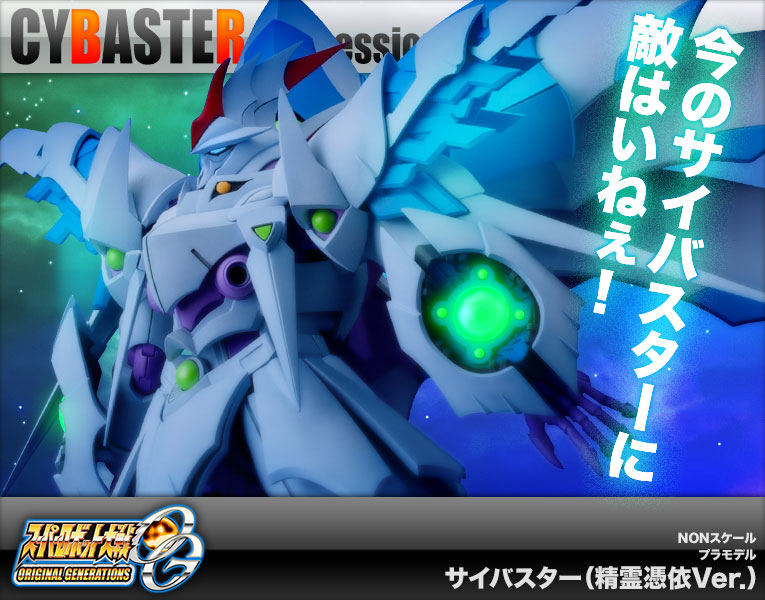 CYBASTER
今のサイバスターに
敵はいねぇ！
スーパーロボット大戦
OG
ORIGINAL GENERATIONS
NONスケール
プラモデル
サイバスター（精霊憑依Ver.）